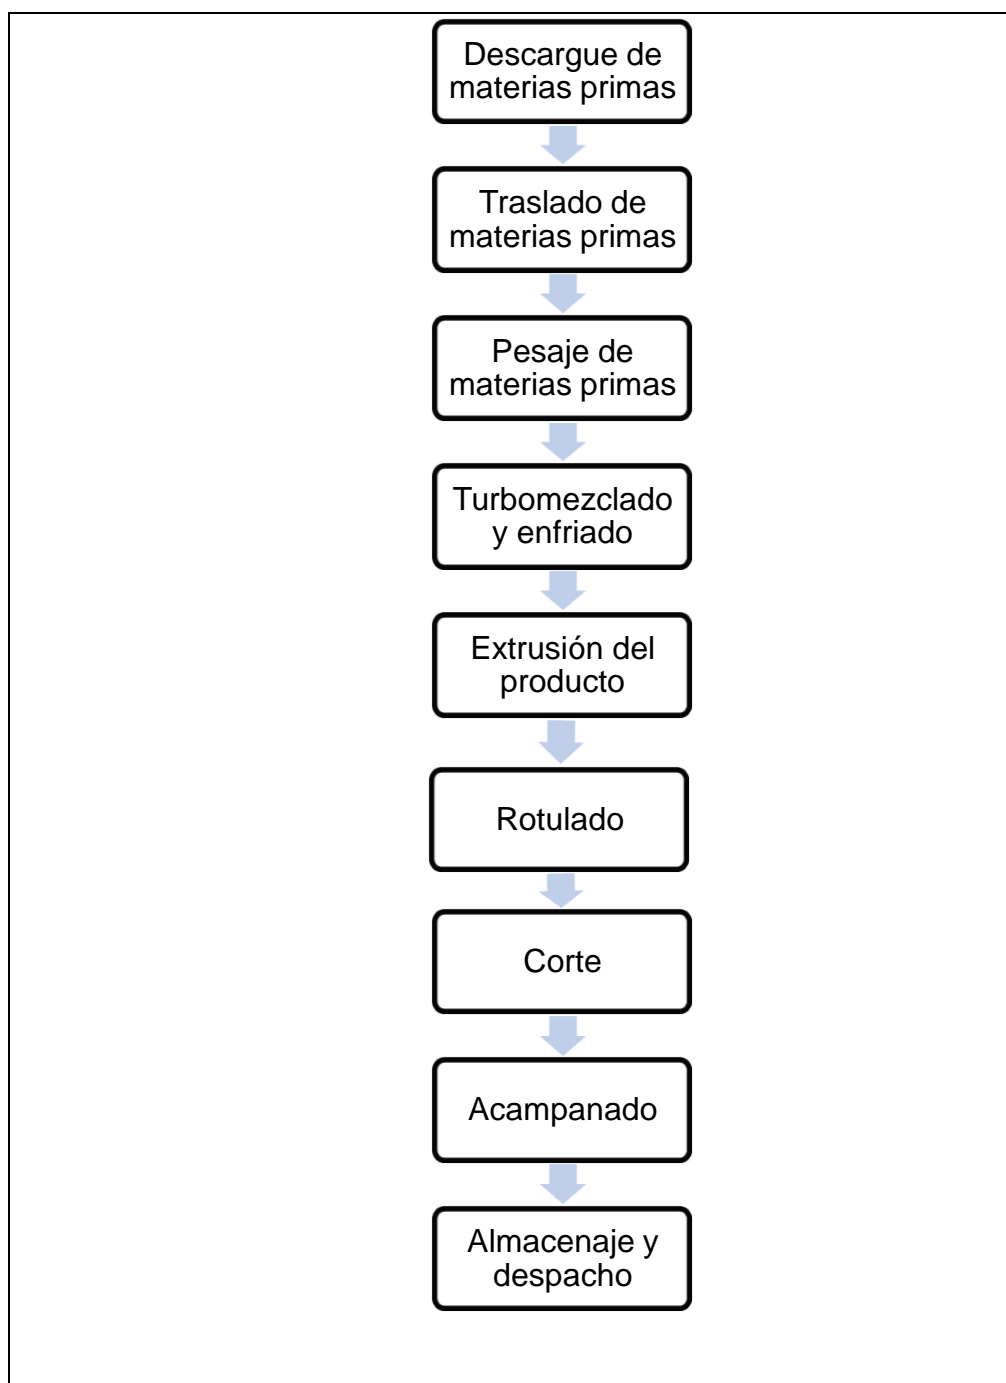 Descargue de
materias primas
Traslado de
materias primas
Pesaje de
materias primas
Turbomezclado
y enfriado
Extrusión del
producto
Rotulado
Corte
Acampanado
Almacenaje y
despacho